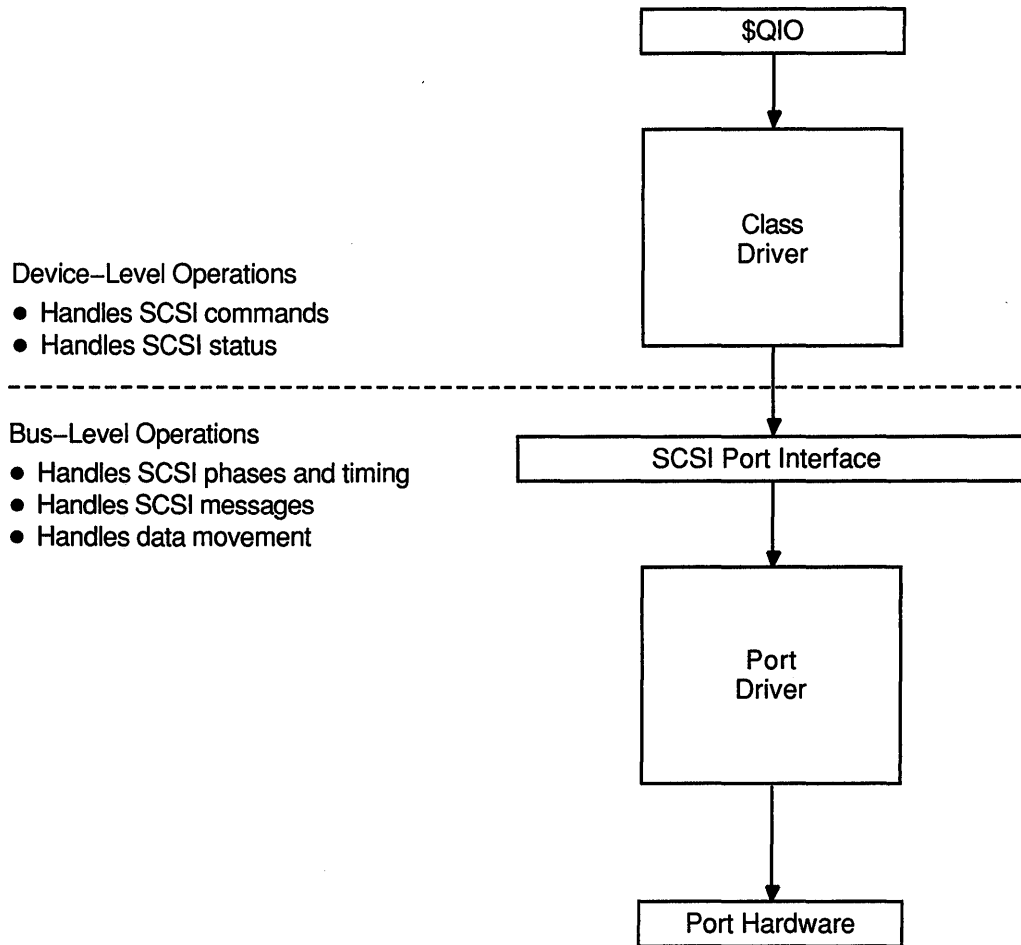 $QIO
Class
Driver
Device–Level Operations
● Handles SCSI commands
● Handles SCSI status
Bus–Level Operations
● Handles SCSI phases and timing
● Handles SCSI messages
● Handles data movement
SCSI Port Interface
Port
Driver
Port Hardware